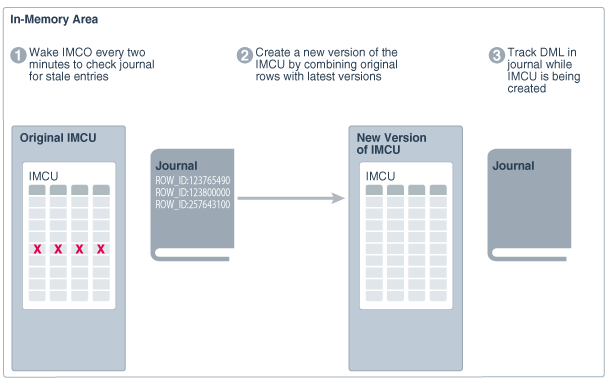 In-Memory Area
1 Wake IMCO every two
minutes to check journal
for stale entries
2 Create a new version of the
IMCU by combining original
rows with latest versions
3 Track DML in
journal while
IMCU is being
created
Original IMCU
IMCU
X X X X
Journal
ROW_ID:123765490
ROW_ID:123800000
ROW_ID:257643100
New Version
of IMCU
IMCU
Journal